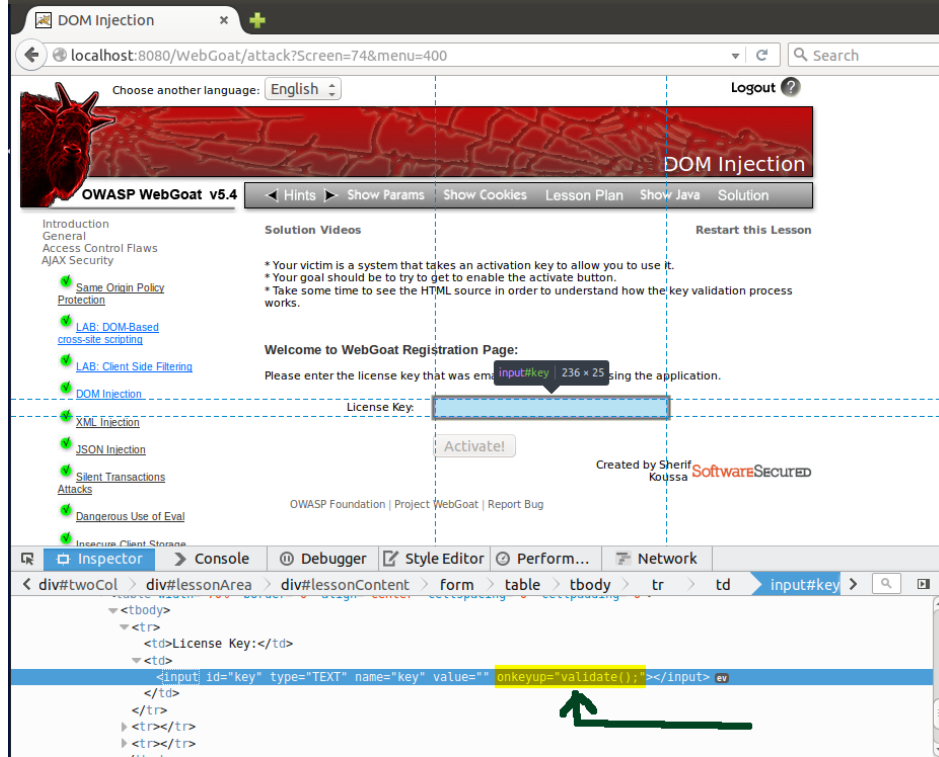 DOM Injection
localhost:8080/WebGoat/attack?Screen=74&menu=400
Search
Choose another language: English
Logout ?
DOM Injection
OWASP WebGoat v5.4
Hints Show Params Show Cookies Lesson Plan Show Java Solution
Introduction
General
Access Control Flaws
AJAX Security
Same Origin Policy
Protection
LAB: DOM-Based
cross-site scripting
LAB: Client Side Filtering
DOM Injection
XML Injection
JSON Injection
Silent Transactions
Attacks
Dangerous Use of Eval
Insecure Client Storage
Solution Videos
Restart this Lesson
* Your victim is a system that takes an activation key to allow you to use it.
* Your goal should be to try to get to enable the activate button.
* Take some time to see the HTML source in order to understand how the key validation process
works.
Welcome to WebGoat Registration Page:
Please enter the license key that was ema sing the application.
input#key | 236 × 25
License Key:
Activate!
Created by Sherif
Koussa
SoftwareSecured
OWASP Foundation | Project WebGoat | Report Bug
Inspector Console Debugger Style Editor Perform... Network
div#twoCol div#lessonArea div#lessonContent form table tbody tr td input#key
<tbody>
<tr>
<td>License Key:</td>
<td>
<input id="key" type="TEXT" name="key" value="" onkeyup="validate();"></input> ev
</td>
</tr>
<tr></tr>
<tr></tr>